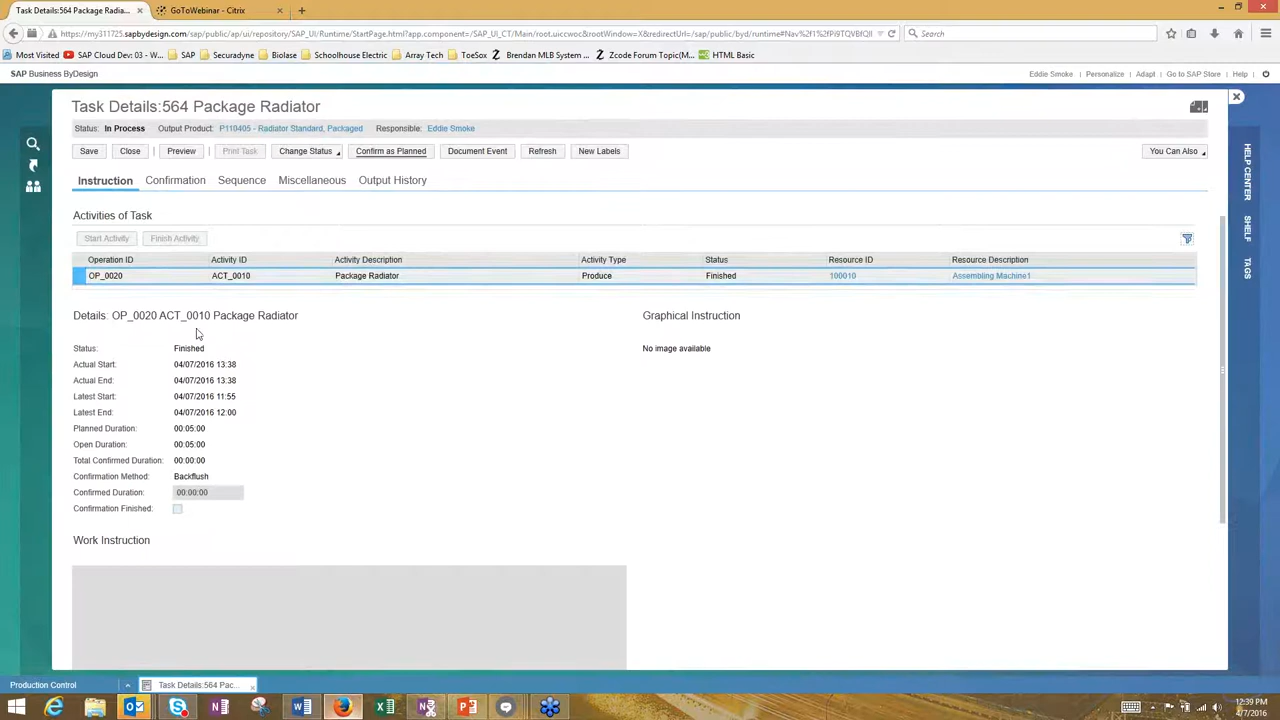 Task Details:564 Package Radia... ×
GoToWebinar - Citrix ×
https://my311725.sapbydesign.com/sap/public/ap/ui/repository/SAP_UI/Runtime/StartPage.html?app.component=/SAP_UI_CT/Main/root.uiccwoc&rootWindow=X&redirectUrl=/sap/public/byd/runtime
Search
Most Visited SAP Cloud Dev: 03 - W... SAP Securadyne Biolase Schoolhouse Electric Array Tech ToeSox Brendan MLB System ... Zcode Forum Topic(M... HTML Basic
SAP Business ByDesign
Eddie Smoke Personalize Adapt Go to SAP Store Help
Task Details:564 Package Radiator
Status: In Process Output Product: P110405 - Radiator Standard, Packaged Responsible: Eddie Smoke
Save Close Preview Print Task Change Status Confirm as Planned Document Event Refresh New Labels You Can Also
Instruction Confirmation Sequence Miscellaneous Output History
Activities of Task
Start Activity Finish Activity
Operation ID Activity ID Activity Description Activity Type Status Resource ID Resource Description
OP_0020 ACT_0010 Package Radiator Produce Finished 100010 Assembling Machine1
Details: OP_0020 ACT_0010 Package Radiator
Graphical Instruction
Status: Finished
No image available
Actual Start: 04/07/2016 13:38
Actual End: 04/07/2016 13:38
Latest Start: 04/07/2016 11:55
Latest End: 04/07/2016 12:00
Planned Duration: 00:05:00
Open Duration: 00:05:00
Total Confirmed Duration: 00:00:00
Confirmation Method: Backflush
Confirmed Duration: 00:00:00
Confirmation Finished:
Work Instruction
HELP CENTER
SHELF
TAGS
Production Control
Task Details:564 Pac...
12:39 PM
4/7/2016